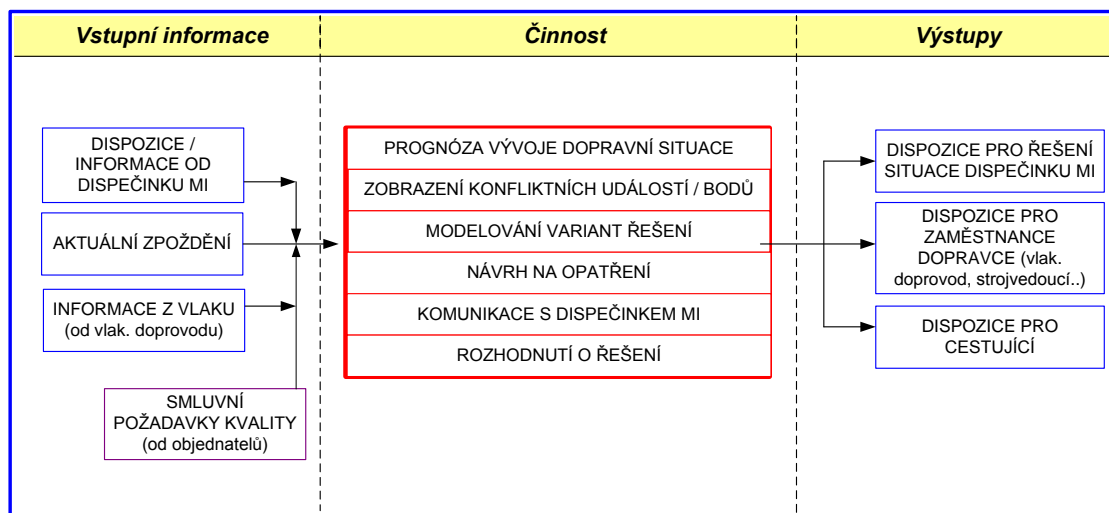 Vstupní informace
Činnost
Výstupy
DISPOZICE /
INFORMACE OD
DISPEČINKU MI
AKTUÁLNÍ ZPOŽDĚNÍ
INFORMACE Z VLAKU
(od vlak. doprovodu)
SMLUVNÍ
POŽADAVKY KVALITY
(od objednatelů)
PROGNÓZA VÝVOJE DOPRAVNÍ SITUACE
ZOBRAZENÍ KONFLIKTNÍCH UDÁLOSTÍ / BODŮ
MODELOVÁNÍ VARIANT ŘEŠENÍ
NÁVRH NA OPATŘENÍ
KOMUNIKACE S DISPEČINKEM MI
ROZHODNUTÍ O ŘEŠENÍ
DISPOZICE PRO ŘEŠENÍ
SITUACE DISPEČINKU MI
DISPOZICE PRO
ZAMĚSTNANCE
DOPRAVCE (vlak.
doprovod, strojvedoucí..)
DISPOZICE PRO
CESTUJÍCÍ